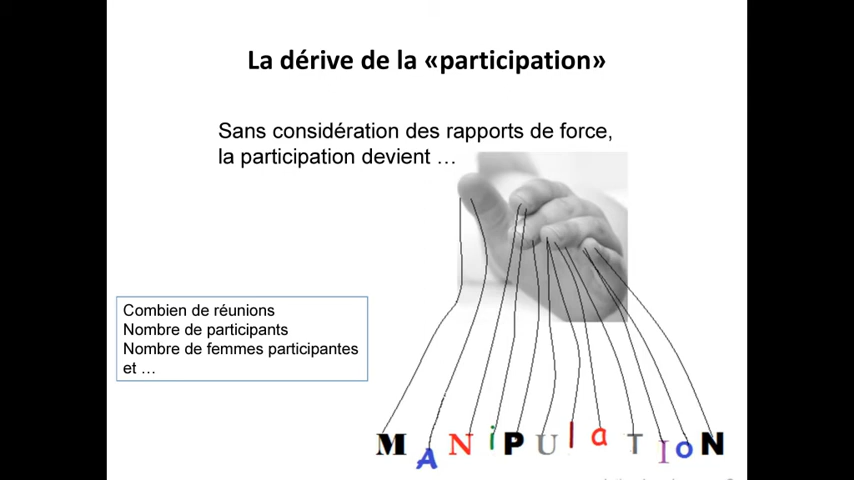 La dérive de la «participation»
Sans considération des rapports de force,
la participation devient …
Combien de réunions
Nombre de participants
Nombre de femmes participantes
et …
MANiPUlaTIoN